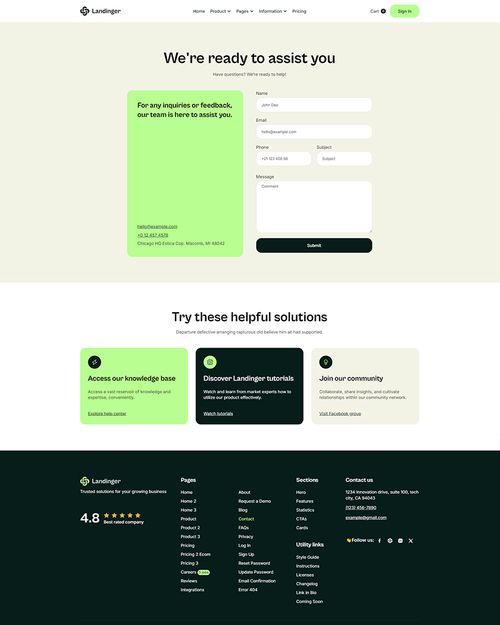 Landinger
Home Product Pages Information Pricing
Cart 0 Sign In
We're ready to assist you
Have questions? We're ready to help!
For any inquiries or feedback,
our team is here to assist you.
hello@example.com
+0 12 457 4578
Chicago HQ Estica Cop. Macomb, MI 48042
Name
John Deo
Email
hello@example.com
Phone
Subject
+21 123 456 56
Subject
Message
Comment
Submit
Try these helpful solutions
Departure defective arranging rapturous did believe him all had supported.
Access our knowledge base
Access a vast reservoir of knowledge and
expertise, conveniently.
Explore help center
Discover Landinger tutorials
Watch and learn from market experts how to
utilize our product effectively.
Watch tutorials
Join our community
Collaborate, share insights, and cultivate
relationships within our community network.
Visit Facebook group
Landinger
Trusted solutions for your growing business
4.8
Best rated company
Pages
Home
Home 2
Home 3
Product
Product 2
Product 3
Pricing
Pricing 2 Ecom
Pricing 3
Careers
Reviews
Integrations
About
Request a Demo
Blog
Contact
FAQs
Privacy
Log In
Sign Up
Reset Password
Update Password
Email Confirmation
Error 404
Sections
Hero
Features
Statistics
CTAs
Cards
Utility links
Style Guide
Instructions
Licenses
Changelog
Link in Bio
Coming Soon
Contact us
1234 Innovation drive, suite 100, tech
city, CA 94043
(123) 456-7890
example@gmail.com
Follow us: